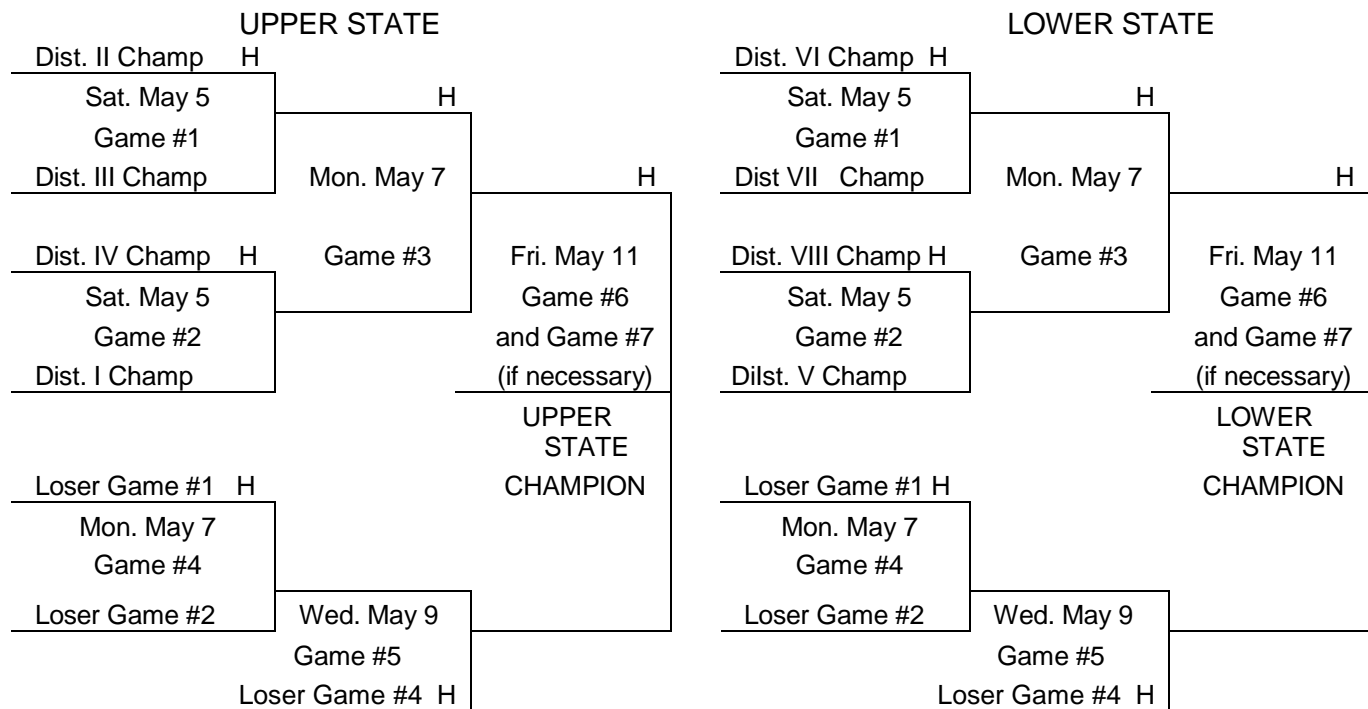 UPPER STATE
Dist. II Champ H
Sat. May 5
Game #1
Dist. III Champ
H
Mon. May 7
Game #3
H
Dist. IV Champ H
Sat. May 5
Game #2
Dist. I Champ
Fri. May 11
Game #6
and Game #7
(if necessary)
UPPER
STATE
CHAMPION
Loser Game #1 H
Mon. May 7
Game #4
Loser Game #2
Wed. May 9
Game #5
Loser Game #4 H
LOWER STATE
Dist. VI Champ H
Sat. May 5
Game #1
Dist VII Champ
H
Mon. May 7
Game #3
H
Dist. VIII Champ H
Sat. May 5
Game #2
DiIst. V Champ
Fri. May 11
Game #6
and Game #7
(if necessary)
LOWER
STATE
CHAMPION
Loser Game #1 H
Mon. May 7
Game #4
Loser Game #2
Wed. May 9
Game #5
Loser Game #4 H